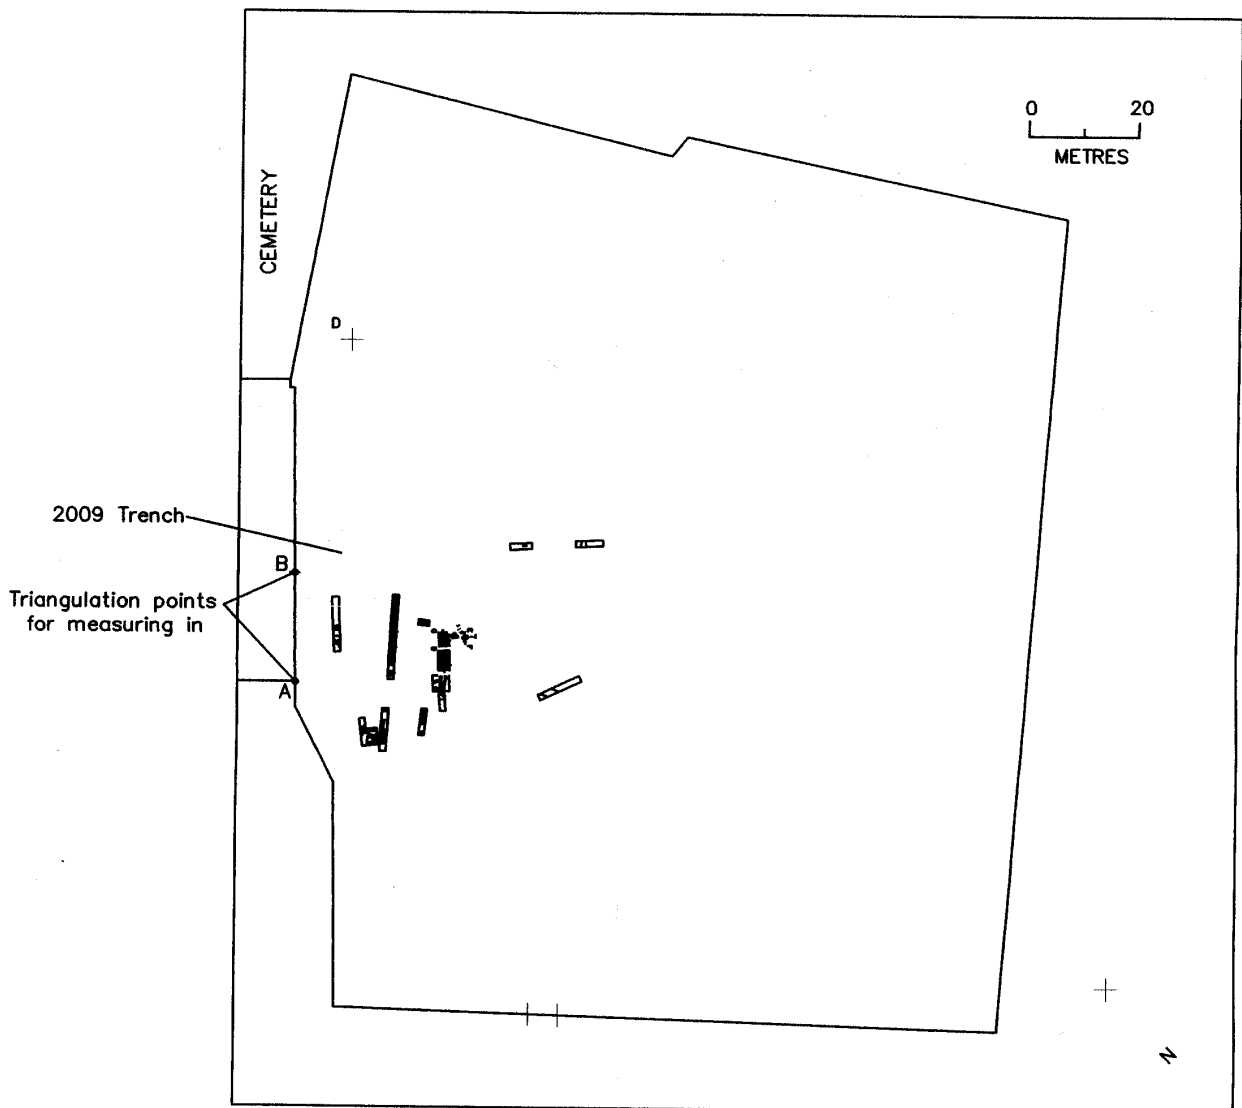 0 20
METRES
CEMETERY
D
2009 Trench
B
Triangulation points
for measuring in
A
N